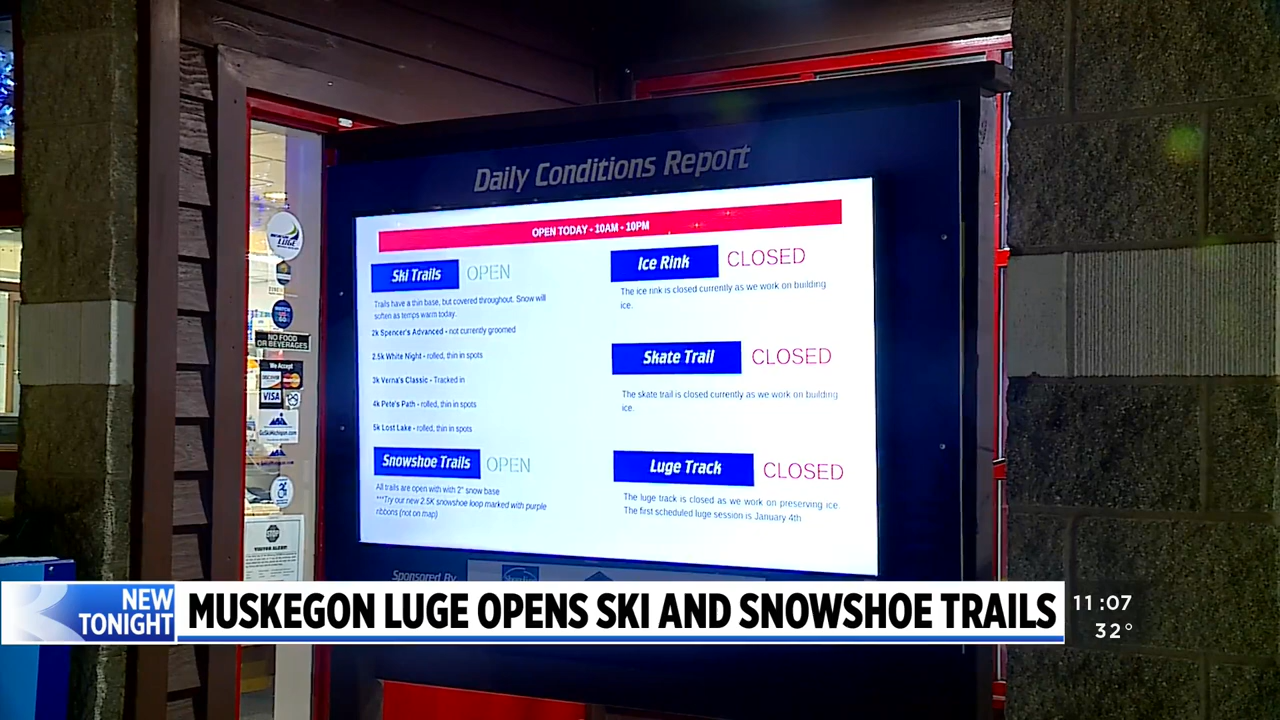 Daily Conditions Report
OPEN TODAY - 10AM - 10PM
Ski Trails OPEN
Trails have a thin base, but covered throughout. Snow will
soften as temps warm today.
2k Spencer's Advanced - not currently groomed
2.5k White Night - rolled, thin in spots
3k Verna's Classic - Tracked in
4k Pete's Path - rolled, thin in spots
5k Lost Lake - rolled, thin in spots
Snowshoe Trails OPEN
All trails are open with with 2" snow base
***Try our new 2.5K snowshoe loop marked with purple
ribbons (not on map)
Ice Rink CLOSED
The ice rink is closed currently as we work on building
ice.
Skate Trail CLOSED
The skate trail is closed currently as we work on building
ice.
Luge Track CLOSED
The luge track is closed as we work on preserving ice.
The first scheduled luge session is January 4th
Sponsored By
NO FOOD
OR BEVERAGES
We Accept
DISCOVER
VISA
GoSkiMichigan.com
STOP
VISITOR ALERT!
NEW
TONIGHT
MUSKEGON LUGE OPENS SKI AND SNOWSHOE TRAILS
11:07
32°